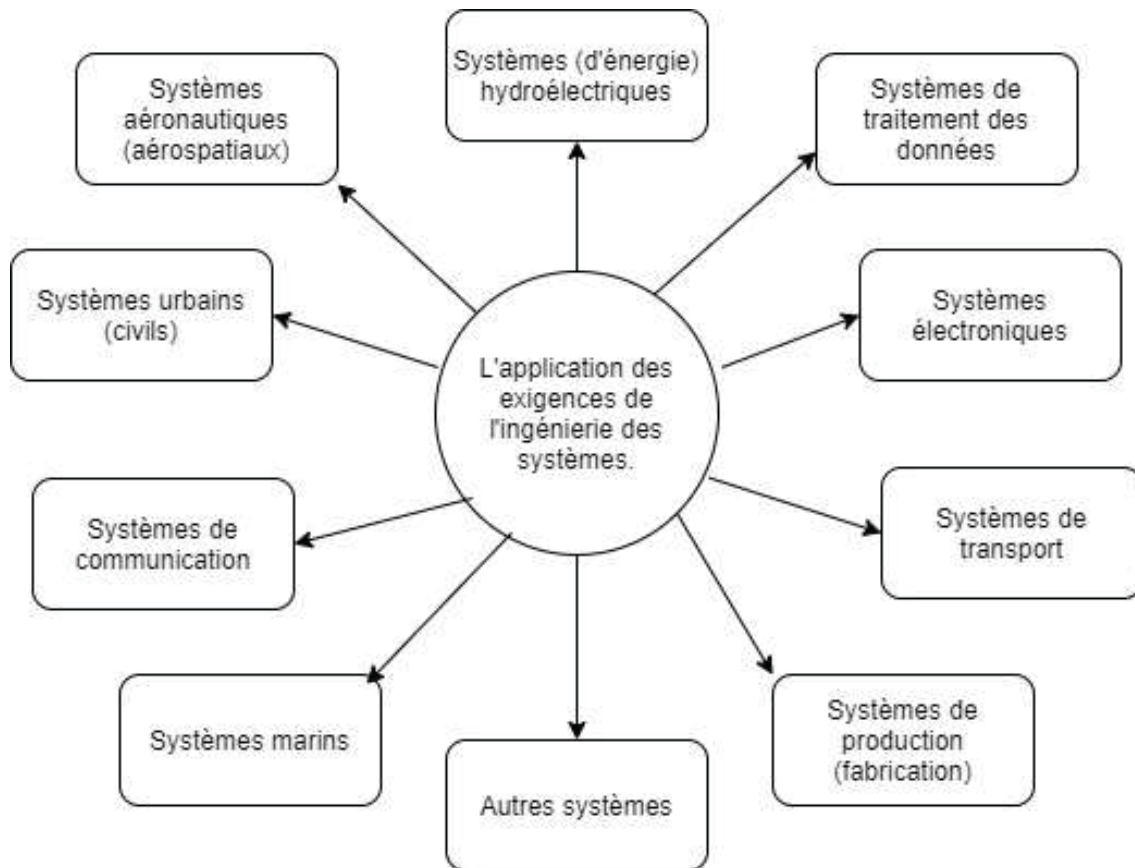 Systèmes (d'énergie)
hydroélectriques
Systèmes
aéronautiques
(aérospatiaux)
Systèmes de
traitement des
données
Systèmes urbains
(civils)
Systèmes
électroniques
L'application des
exigences de
l'ingénierie des
systèmes.
Systèmes de
communication
Systèmes de
transport
Systèmes marins
Systèmes de
production
(fabrication)
Autres systèmes